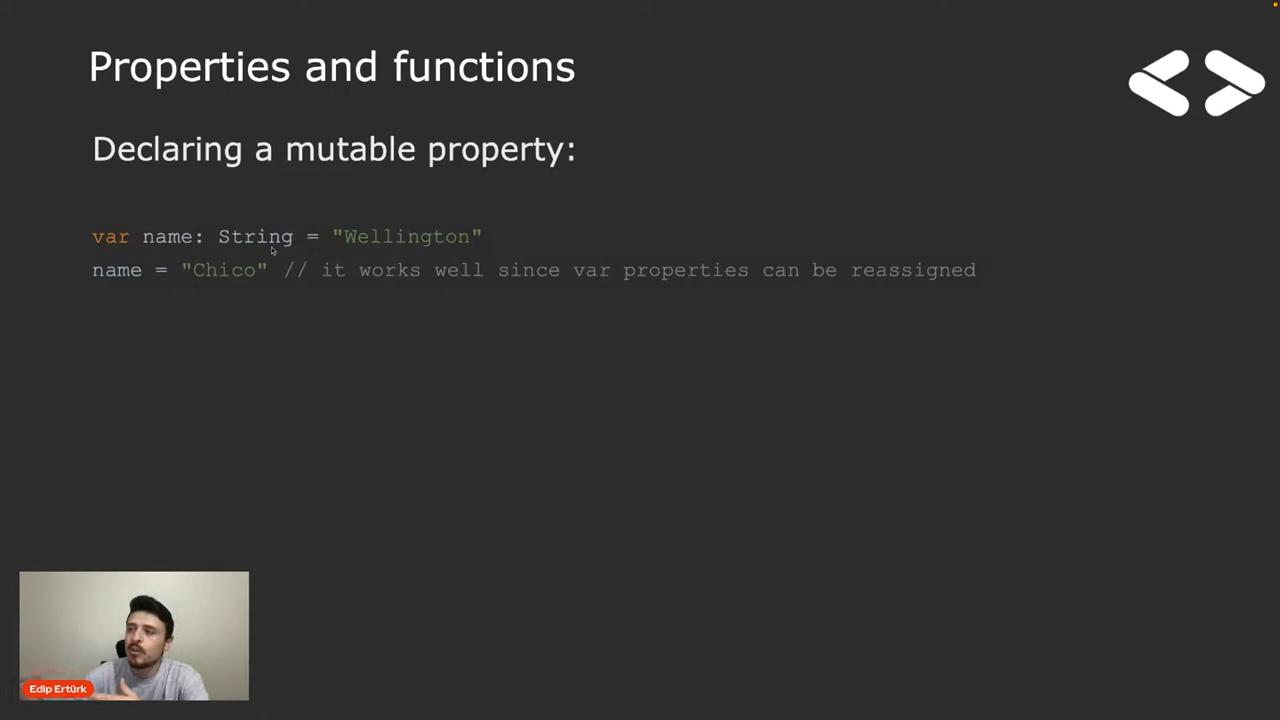 Properties and functions
Declaring a mutable property:
var name: String = "Wellington"
name = "Chico" // it works well since var properties can be reassigned
Edip Ertürk